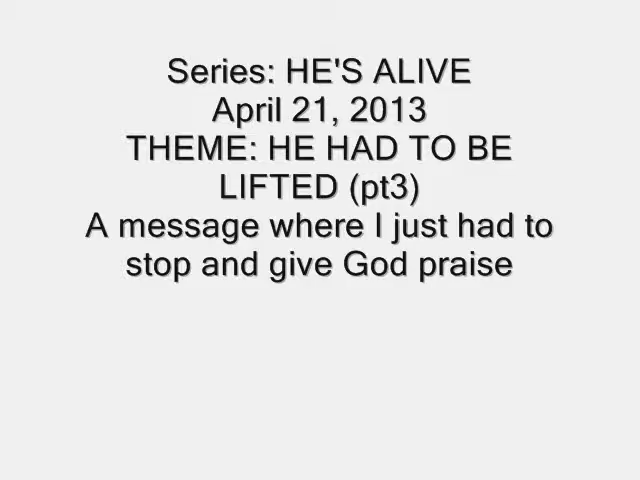 Series: HE'S ALIVE
April 21, 2013
THEME: HE HAD TO BE
LIFTED (pt3)
A message where I just had to
stop and give God praise